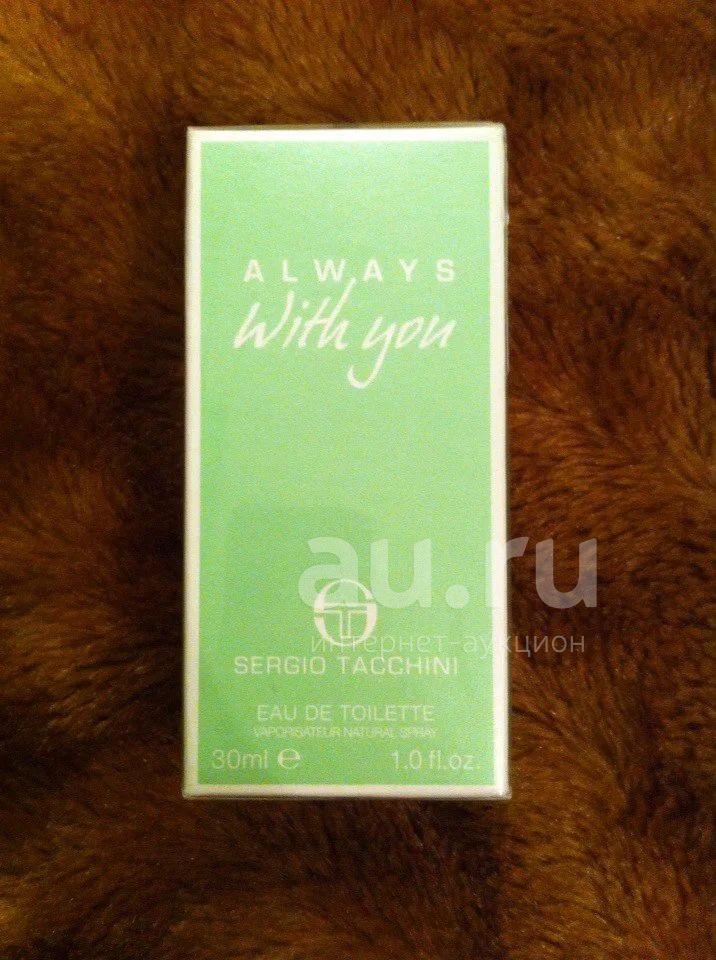 ALWAYS
With you
au.ru
интернет-аукцион
SERGIO TACCHINI
EAU DE TOILETTE
VAPORISATEUR NATURAL SPRAY
30ml ℮ 1.0 fl.oz.